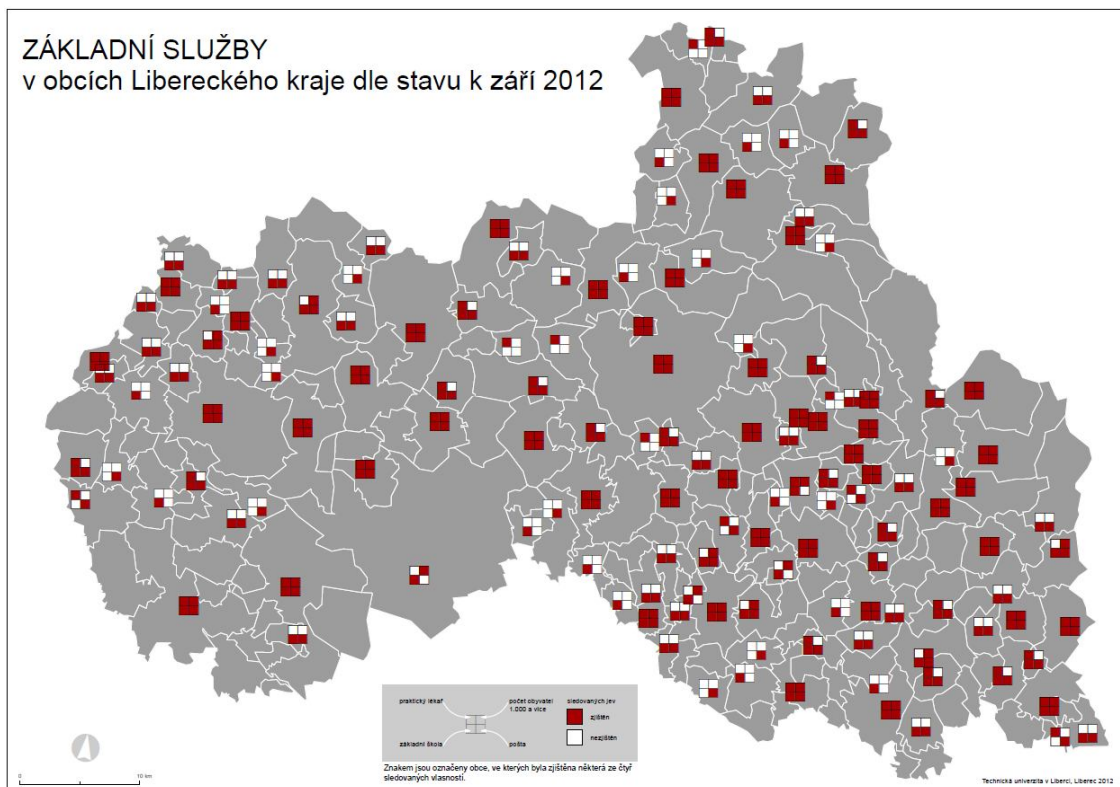 ZÁKLADNÍ SLUŽBY
v obcích Libereckého kraje dle stavu k září 2012
praktický lékař
počet obyvatel
1.000 a více
sledovaných jev
zjištěn
základní škola
pošta
nezjištěn
Znakem jsou označeny obce, ve kterých byla zjištěna některá ze čtyř
sledovaných vlasností.
0
10 km
Technická univerzita v Liberci, Liberec 2012